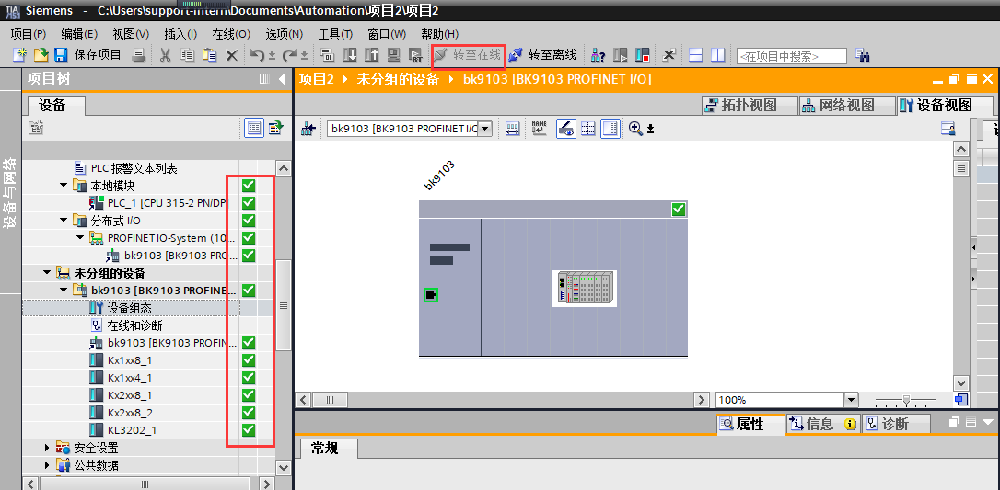 Siemens - C:\Users\support-intern\Documents\Automation\项目2\项目2
项目(P) 编辑(E) 视图(V) 插入(I) 在线(O) 选项(N) 工具(T) 窗口(W) 帮助(H)
保存项目 转至在线 转至离线 <在项目中搜索>
项目树
项目2 未分组的设备 bk9103 [BK9103 PROFINET I/O]
设备
拓扑视图 网络视图 设备视图
bk9103 [BK9103 PROFINET I/O
NAME
设备与网络
PLC 报警文本列表
本地模块
PLC_1 [CPU 315-2 PN/DP]
分布式 I/O
PROFINET IO-System (10...
bk9103 [BK9103 PRO...
未分组的设备
bk9103 [BK9103 PROFINE...
设备组态
在线和诊断
bk9103 [BK9103 PROFIN...
Kx1xx8_1
Kx1xx4_1
Kx2xx8_1
Kx2xx8_2
KL3202_1
安全设置
公共数据
bk9103
100%
属性 信息 诊断
常规